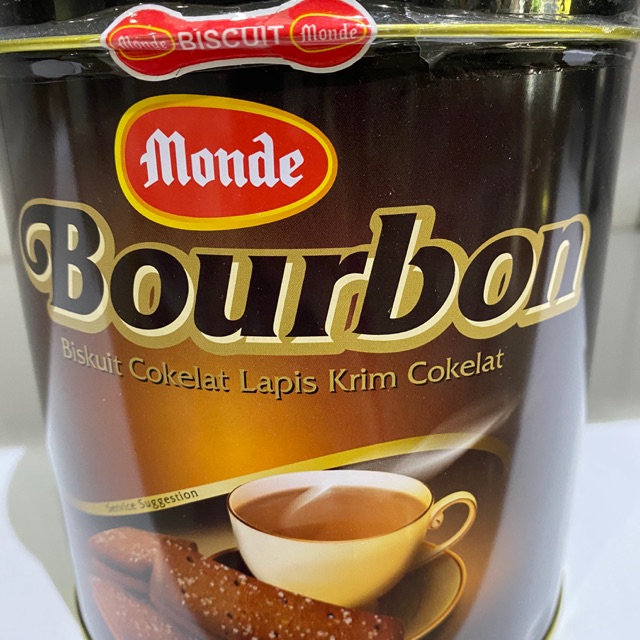 Monde BISCUIT Monde
Monde
Bourbon
Biskuit Cokelat Lapis Krim Cokelat
Service Suggestion